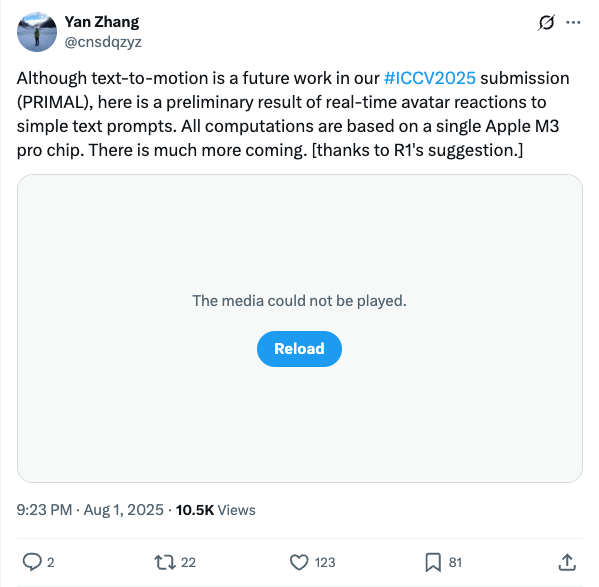 Yan Zhang
@cnsdqzyz
Although text-to-motion is a future work in our #ICCV2025 submission
(PRIMAL), here is a preliminary result of real-time avatar reactions to
simple text prompts. All computations are based on a single Apple M3
pro chip. There is much more coming. [thanks to R1's suggestion.]
The media could not be played.
Reload
9:23 PM · Aug 1, 2025 · 10.5K Views
2 22 123 81